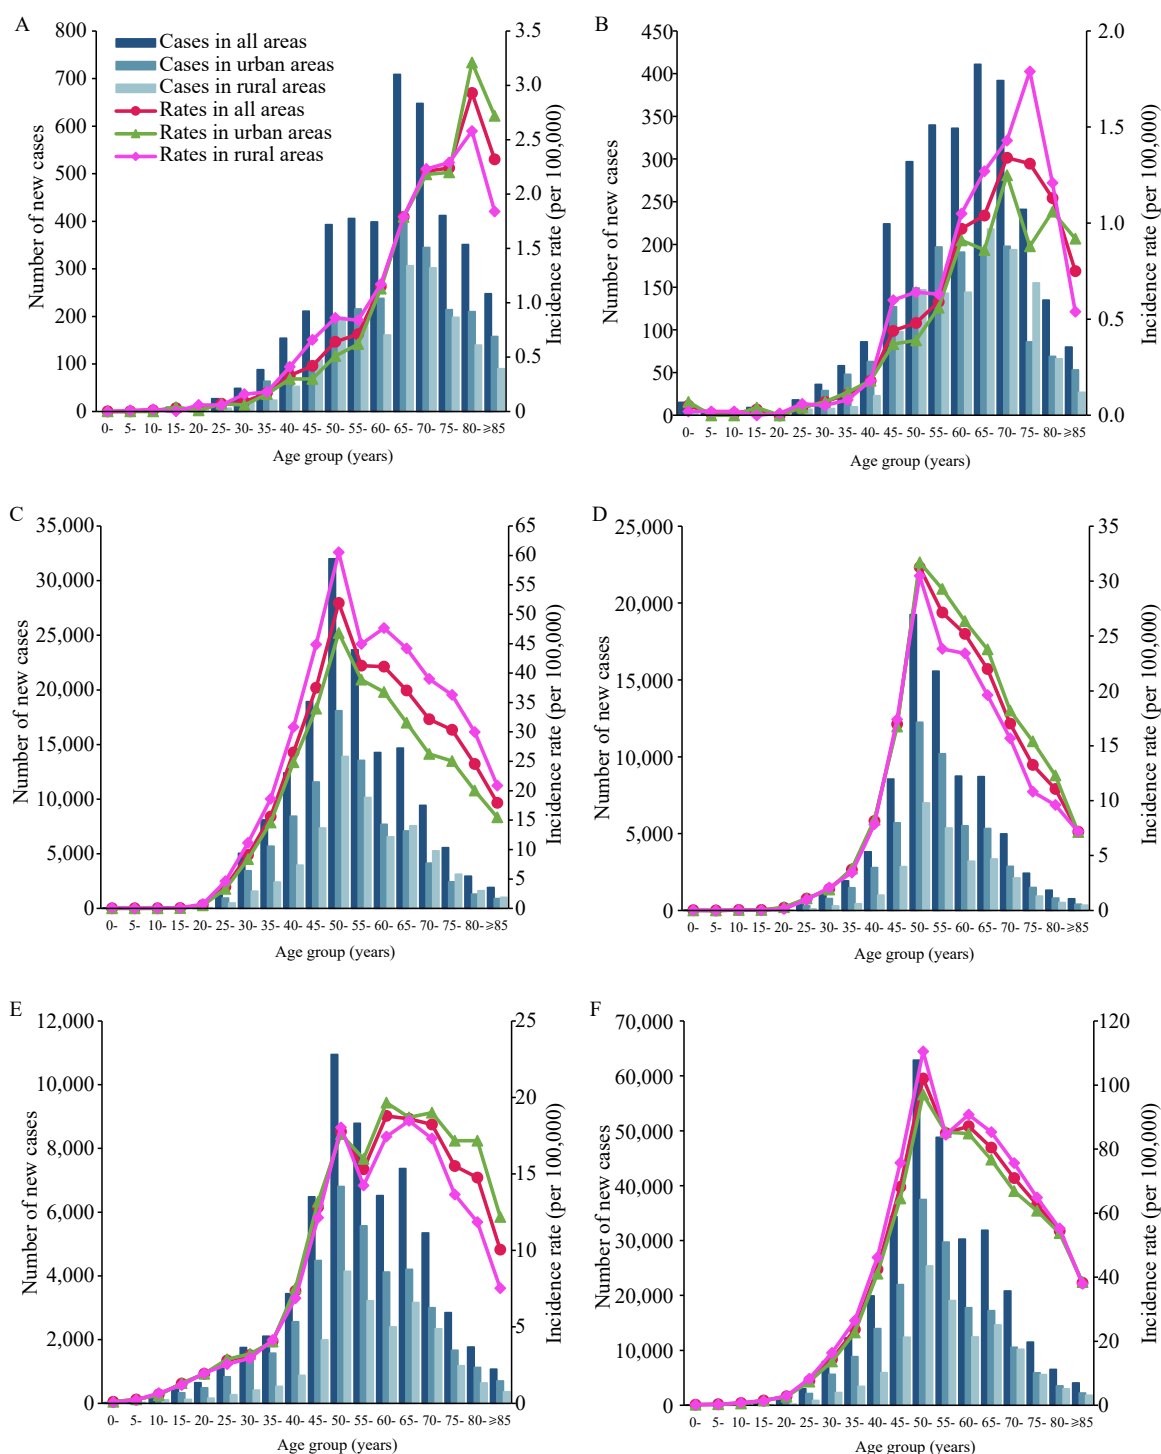 A
Number of new cases
800
700
600
500
400
300
200
100
0
Cases in all areas
Cases in urban areas
Cases in rural areas
Rates in all areas
Rates in urban areas
Rates in rural areas
3.5
3.0
2.5
2.0
1.5
1.0
0.5
0
Incidence rate (per 100,000)
0- 5- 10- 15- 20- 25- 30- 35- 40- 45- 50- 55- 60- 65- 70- 75- 80- ≥85
Age group (years)
B
Number of new cases
450
400
350
300
250
200
150
100
50
0
2.0
1.5
1.0
0.5
0.0
Incidence rate (per 100,000)
0- 5- 10- 15- 20- 25- 30- 35- 40- 45- 50- 55- 60- 65- 70- 75- 80- ≥85
Age group (years)
C
Number of new cases
35,000
30,000
25,000
20,000
15,000
10,000
5,000
0
65
60
55
50
45
40
35
30
25
20
15
10
5
0
Incidence rate (per 100,000)
0- 5- 10- 15- 20- 25- 30- 35- 40- 45- 50- 55- 60- 65- 70- 75- 80- ≥85
Age group (years)
D
Number of new cases
25,000
20,000
15,000
10,000
5,000
0
35
30
25
20
15
10
5
0
Incidence rate (per 100,000)
0- 5- 10- 15- 20- 25- 30- 35- 40- 45- 50- 55- 60- 65- 70- 75- 80- ≥85
Age group (years)
E
Number of new cases
12,000
10,000
8,000
6,000
4,000
2,000
0
25
20
15
10
5
0
Incidence rate (per 100,000)
0- 5- 10- 15- 20- 25- 30- 35- 40- 45- 50- 55- 60- 65- 70- 75- 80- ≥85
Age group (years)
F
Number of new cases
70,000
60,000
50,000
40,000
30,000
20,000
10,000
0
120
100
80
60
40
20
0
Incidence rate (per 100,000)
0- 5- 10- 15- 20- 25- 30- 35- 40- 45- 50- 55- 60- 65- 70- 75- 80- ≥85
Age group (years)